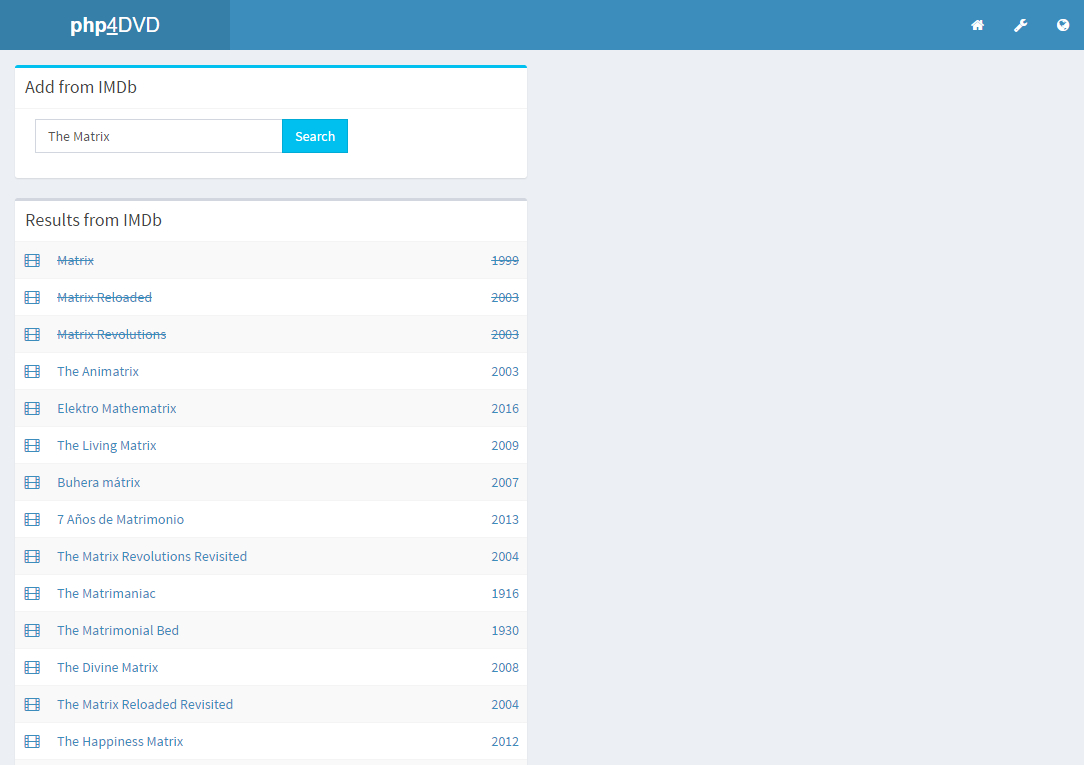 php4DVD
Add from IMDb
The Matrix Search
Results from IMDb
Matrix 1999
Matrix Reloaded 2003
Matrix Revolutions 2003
The Animatrix 2003
Elektro Mathematrix 2016
The Living Matrix 2009
Buhera mátrix 2007
7 Años de Matrimonio 2013
The Matrix Revolutions Revisited 2004
The Matrimaniac 1916
The Matrimonial Bed 1930
The Divine Matrix 2008
The Matrix Reloaded Revisited 2004
The Happiness Matrix 2012